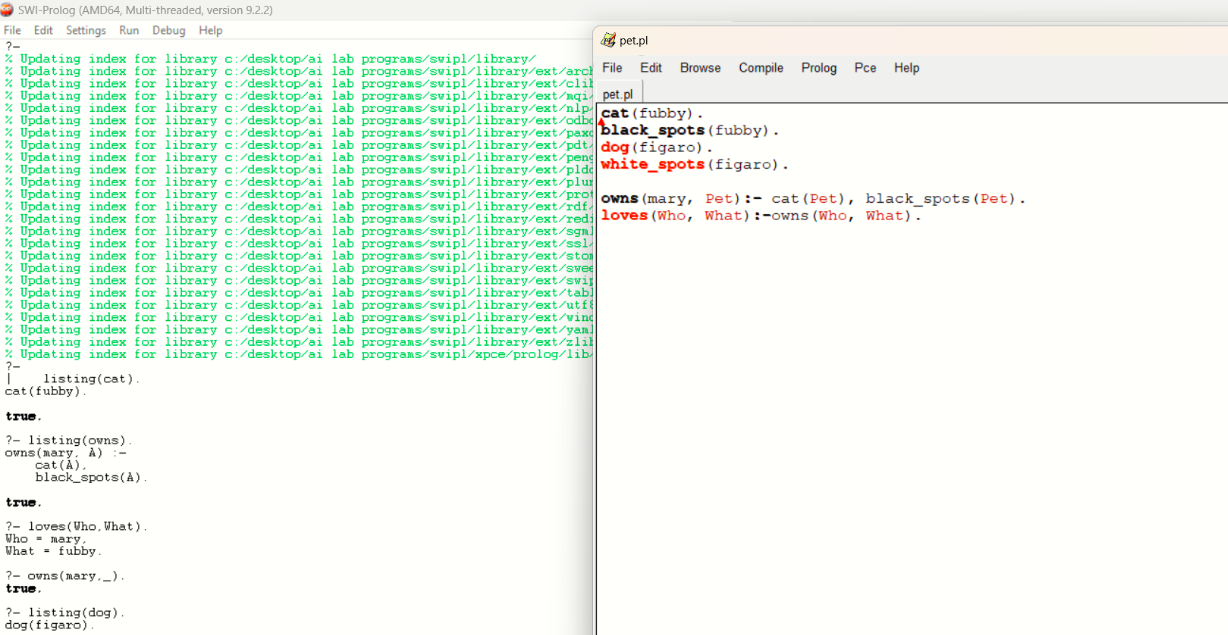 SWI-Prolog (AMD64, Multi-threaded, version 9.2.2)
File Edit Settings Run Debug Help
?-
% Updating index for library c:/desktop/ai lab programs/swipl/library/
% Updating index for library c:/desktop/ai lab programs/swipl/library/ext/arch
% Updating index for library c:/desktop/ai lab programs/swipl/library/ext/clib
% Updating index for library c:/desktop/ai lab programs/swipl/library/ext/mqi/
% Updating index for library c:/desktop/ai lab programs/swipl/library/ext/nlp/
% Updating index for library c:/desktop/ai lab programs/swipl/library/ext/odbc
% Updating index for library c:/desktop/ai lab programs/swipl/library/ext/paxo
% Updating index for library c:/desktop/ai lab programs/swipl/library/ext/pdt/
% Updating index for library c:/desktop/ai lab programs/swipl/library/ext/peng
% Updating index for library c:/desktop/ai lab programs/swipl/library/ext/pldo
% Updating index for library c:/desktop/ai lab programs/swipl/library/ext/plun
% Updating index for library c:/desktop/ai lab programs/swipl/library/ext/prot
% Updating index for library c:/desktop/ai lab programs/swipl/library/ext/rdf/
% Updating index for library c:/desktop/ai lab programs/swipl/library/ext/redi
% Updating index for library c:/desktop/ai lab programs/swipl/library/ext/sgml
% Updating index for library c:/desktop/ai lab programs/swipl/library/ext/ssl/
% Updating index for library c:/desktop/ai lab programs/swipl/library/ext/stom
% Updating index for library c:/desktop/ai lab programs/swipl/library/ext/swee
% Updating index for library c:/desktop/ai lab programs/swipl/library/ext/swip
% Updating index for library c:/desktop/ai lab programs/swipl/library/ext/tabl
% Updating index for library c:/desktop/ai lab programs/swipl/library/ext/utf8
% Updating index for library c:/desktop/ai lab programs/swipl/library/ext/wind
% Updating index for library c:/desktop/ai lab programs/swipl/library/ext/yaml
% Updating index for library c:/desktop/ai lab programs/swipl/library/ext/zlib
% Updating index for library c:/desktop/ai lab programs/swipl/xpce/prolog/lib/
?-
|    listing(cat).
cat(fubby).
true.
?- listing(owns).
owns(mary, A) :-
    cat(A),
    black_spots(A).
true.
?- loves(Who,What).
Who = mary,
What = fubby.
?- owns(mary,_).
true.
?- listing(dog).
dog(figaro).
pet.pl
File Edit Browse Compile Prolog Pce Help
pet.pl
cat(fubby).
black_spots(fubby).
dog(figaro).
white_spots(figaro).
owns(mary, Pet):- cat(Pet), black_spots(Pet).
loves(Who, What):-owns(Who, What).